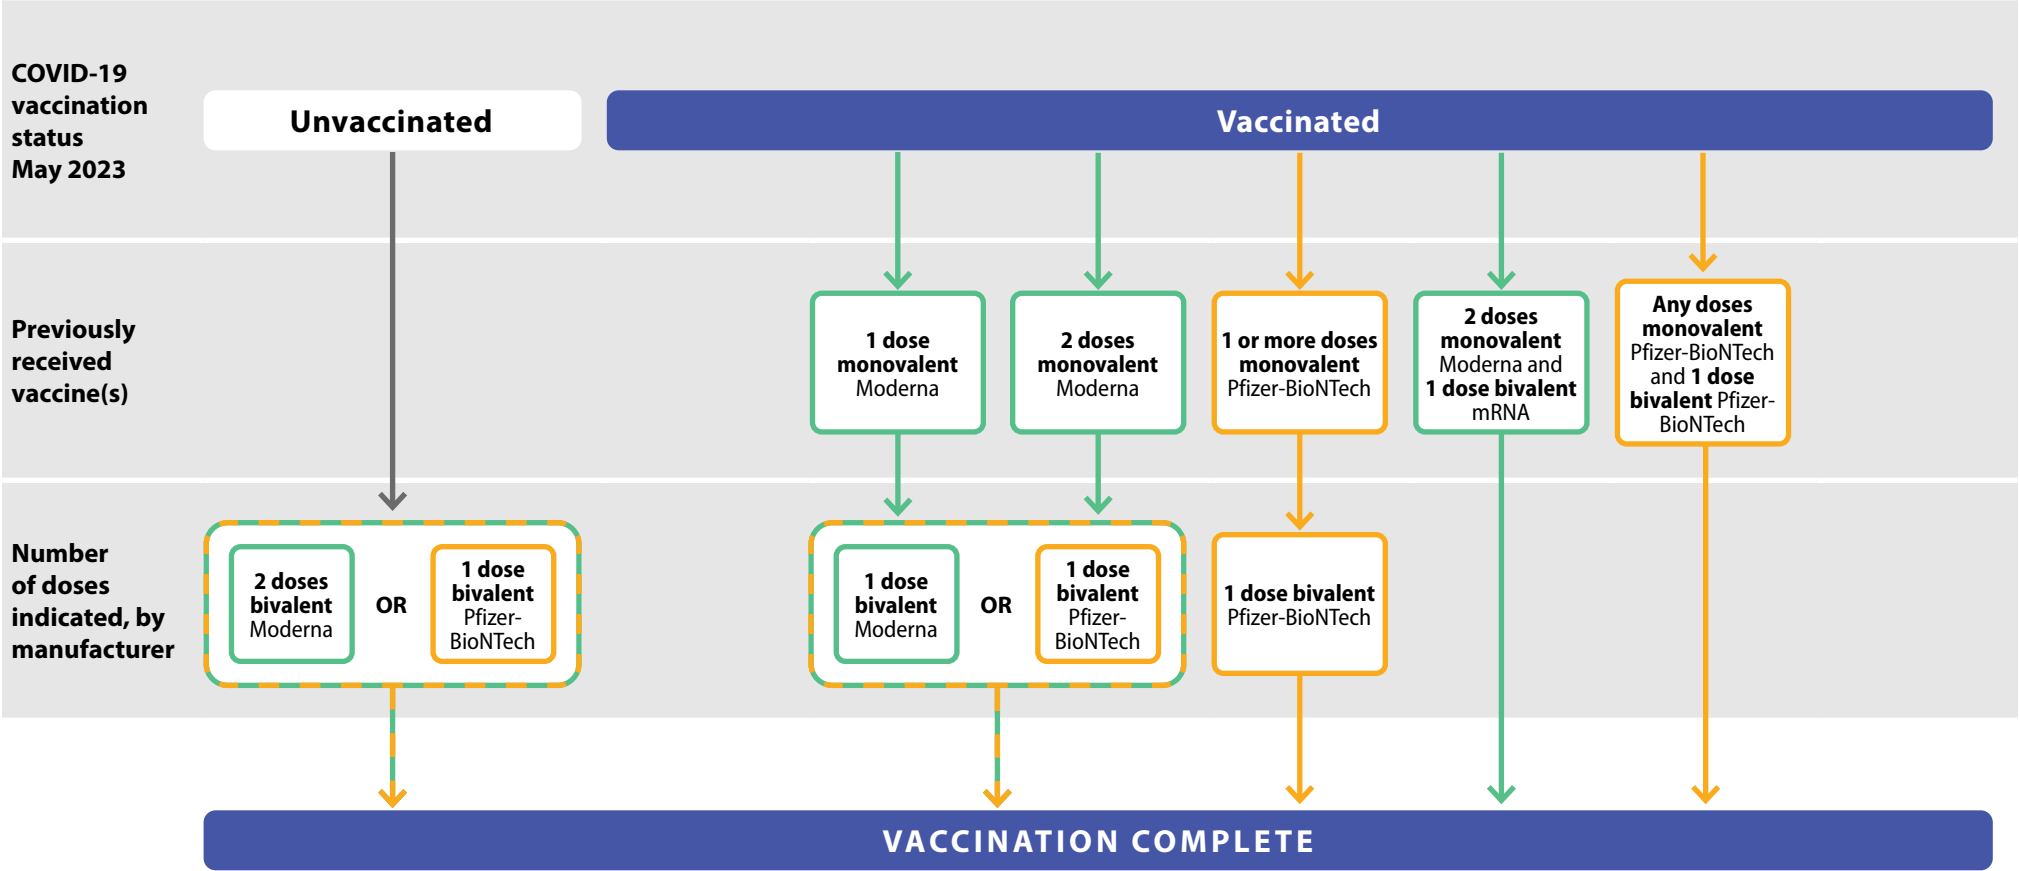 COVID-19
vaccination
status
May 2023
Unvaccinated
Vaccinated
Previously
received
vaccine(s)
1 dose
monovalent
Moderna
2 doses
monovalent
Moderna
1 or more doses
monovalent
Pfizer-BioNTech
2 doses
monovalent
Moderna and
1 dose bivalent
mRNA
Any doses
monovalent
Pfizer-BioNTech
and 1 dose
bivalent Pfizer-
BioNTech
Number
of doses
indicated, by
manufacturer
2 doses
bivalent
Moderna
OR
1 dose
bivalent
Pfizer-
BioNTech
1 dose
bivalent
Moderna
OR
1 dose
bivalent
Pfizer-
BioNTech
1 dose bivalent
Pfizer-BioNTech
VACCINATION COMPLETE